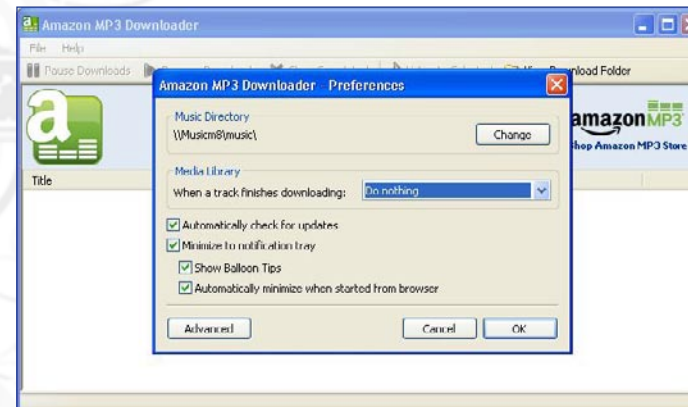 Amazon MP3 Downloader
File Help
Pause Downloads
Download Folder
amazonMP3
Shop Amazon MP3 Store
Title
Amazon MP3 Downloader - Preferences
Music Directory
\\Musicm8\music\
Change
Media Library
When a track finishes downloading: Do nothing
Automatically check for updates
Minimize to notification tray
Show Balloon Tips
Automatically minimize when started from browser
Advanced Cancel OK